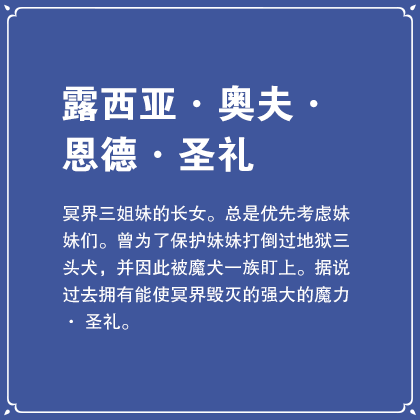 露西亚·奥夫·
恩德·圣礼
冥界三姐妹的长女。总是优先考虑妹
妹们。曾为了保护妹妹打倒过地狱三
头犬，并因此被魔犬一族盯上。据说
过去拥有能使冥界毁灭的强大的魔力
· 圣礼。